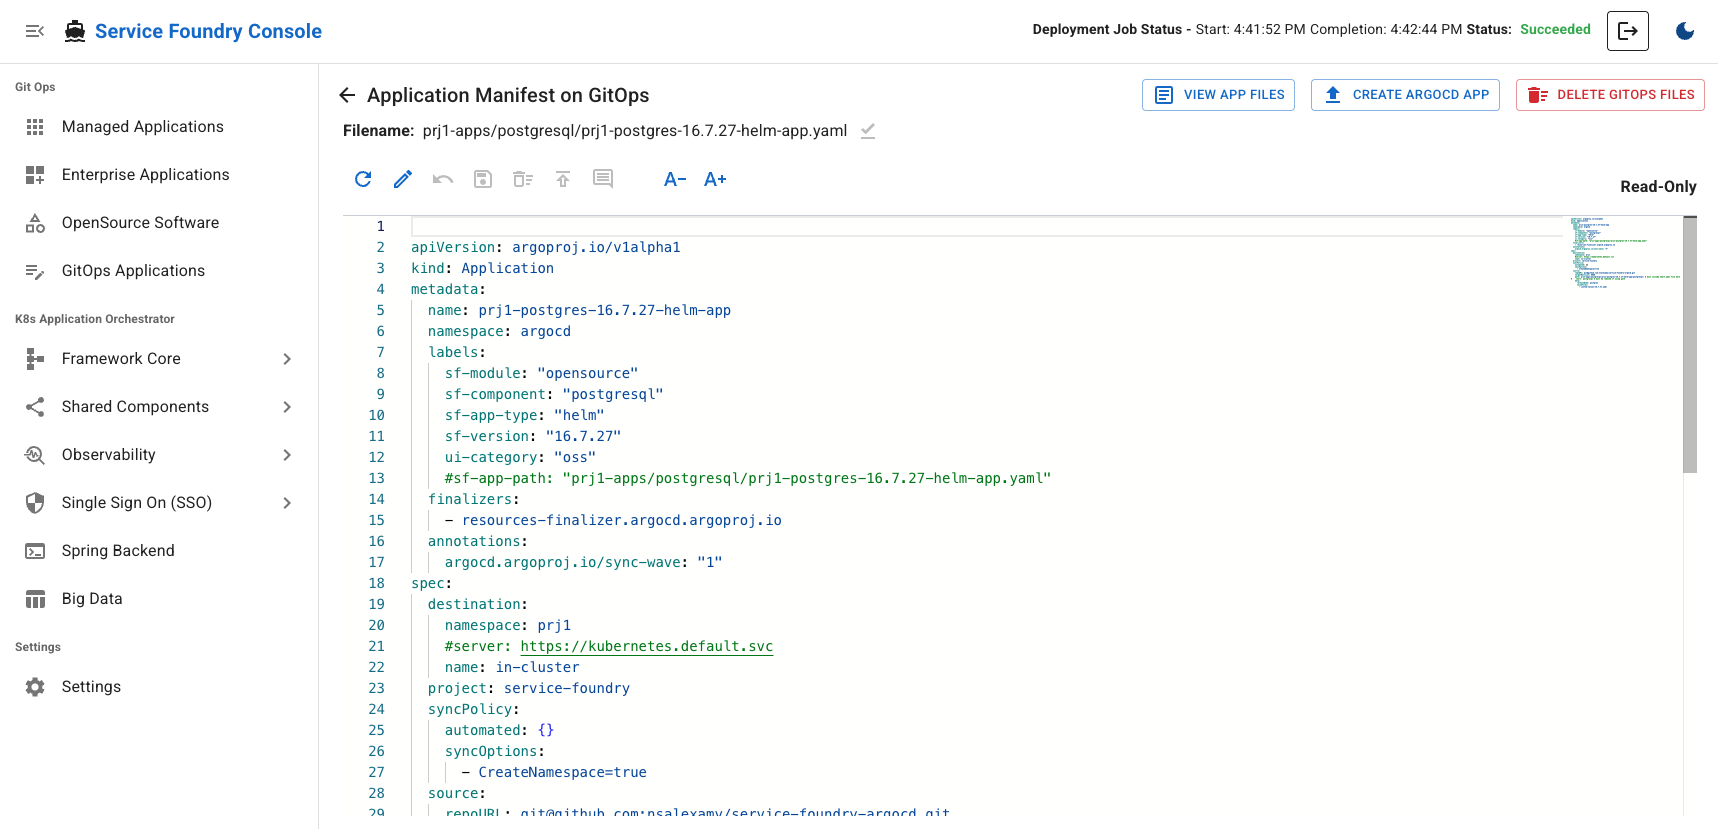 Service Foundry Console
Deployment Job Status - Start: 4:41:52 PM Completion: 4:42:44 PM Status: Succeeded
Git Ops
Managed Applications
Enterprise Applications
OpenSource Software
GitOps Applications
K8s Application Orchestrator
Framework Core
Shared Components
Observability
Single Sign On (SSO)
Spring Backend
Big Data
Settings
Settings
Application Manifest on GitOps
VIEW APP FILES
CREATE ARGOCD APP
DELETE GITOPS FILES
Filename: prj1-apps/postgresql/prj1-postgres-16.7.27-helm-app.yaml
A- A+
Read-Only
1
2 apiVersion: argoproj.io/v1alpha1
3 kind: Application
4 metadata:
5 name: prj1-postgres-16.7.27-helm-app
6 namespace: argocd
7 labels:
8 sf-module: "opensource"
9 sf-component: "postgresql"
10 sf-app-type: "helm"
11 sf-version: "16.7.27"
12 ui-category: "oss"
13 #sf-app-path: "prj1-apps/postgresql/prj1-postgres-16.7.27-helm-app.yaml"
14 finalizers:
15 - resources-finalizer.argocd.argoproj.io
16 annotations:
17 argocd.argoproj.io/sync-wave: "1"
18 spec:
19 destination:
20 namespace: prj1
21 #server: https://kubernetes.default.svc
22 name: in-cluster
23 project: service-foundry
24 syncPolicy:
25 automated: {}
26 syncOptions:
27 - CreateNamespace=true
28 source:
29 repoURL: git@github.com:nsalexamy/service-foundry-argocd.git